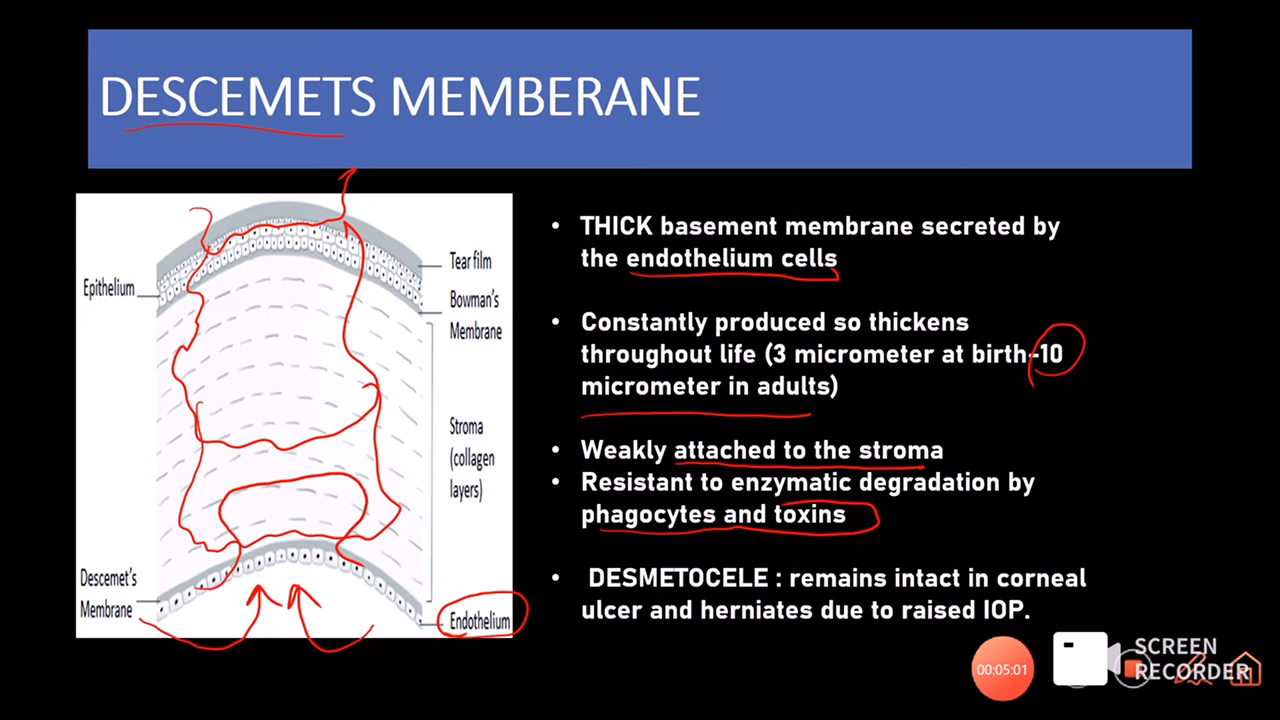 DESCEMETS MEMBERANE
Epithelium
Tear film
Bowman's
Membrane
Stroma
(collagen
layers)
Descemet's
Membrane
Endothelium
• THICK basement membrane secreted by
the endothelium cells
• Constantly produced so thickens
throughout life (3 micrometer at birth-10
micrometer in adults)
• Weakly attached to the stroma
• Resistant to enzymatic degradation by
phagocytes and toxins
• DESMETOCELE : remains intact in corneal
ulcer and herniates due to raised IOP.
00:05:01
SCREEN
RECORDER